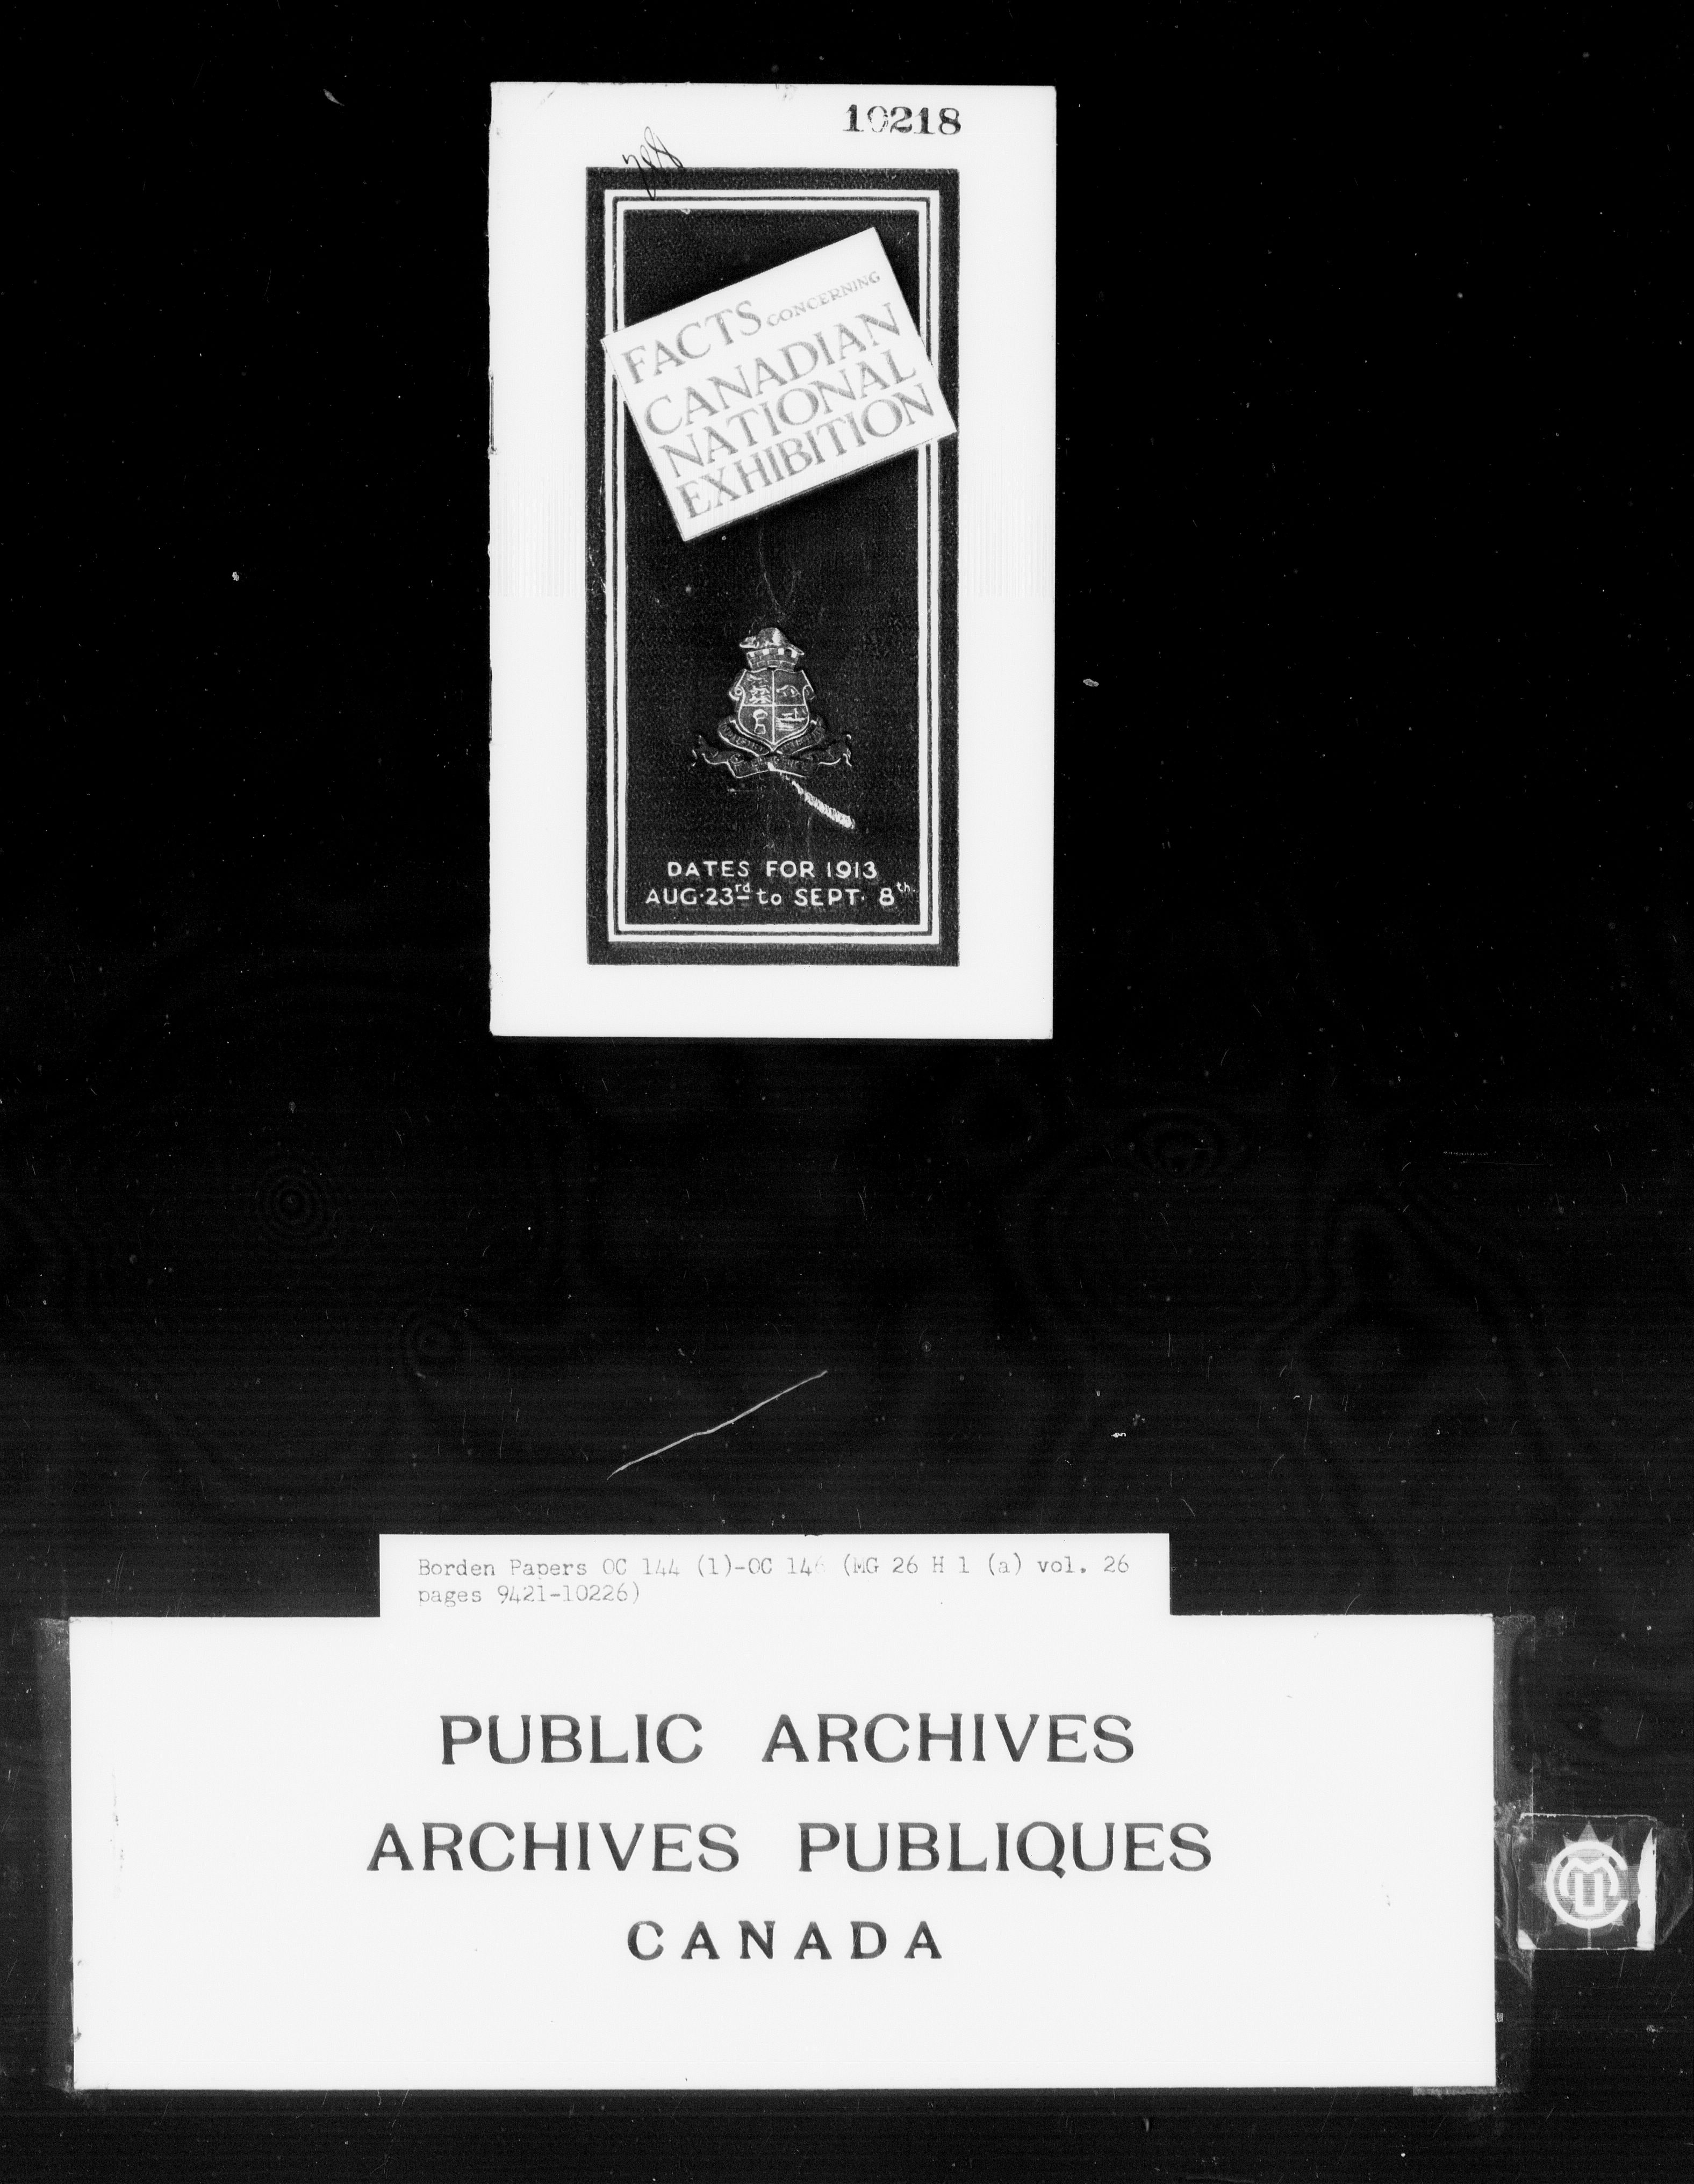 10218
FACTS CONCERNING
CANADIAN
NATIONAL
EXHIBITION
DATES FOR 1913
AUG·23rd to SEPT· 8th.
Borden Papers OC 144 (1)-OC 146 (MG 26 H 1 (a) vol. 26
pages 9421-10226)
PUBLIC ARCHIVES
ARCHIVES PUBLIQUES
CANADA